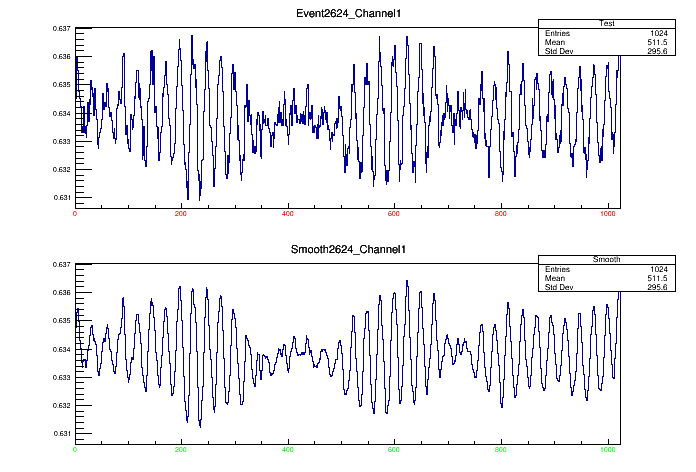 Event2624_Channel1
Test
Entries 1024
Mean 511.5
Std Dev 295.6
0.637
0.636
0.635
0.634
0.633
0.632
0.631
0 200 400 600 800 1000
Smooth2624_Channel1
Smooth
Entries 1024
Mean 511.5
Std Dev 295.6
0.637
0.636
0.635
0.634
0.633
0.632
0.631
0 200 400 600 800 1000